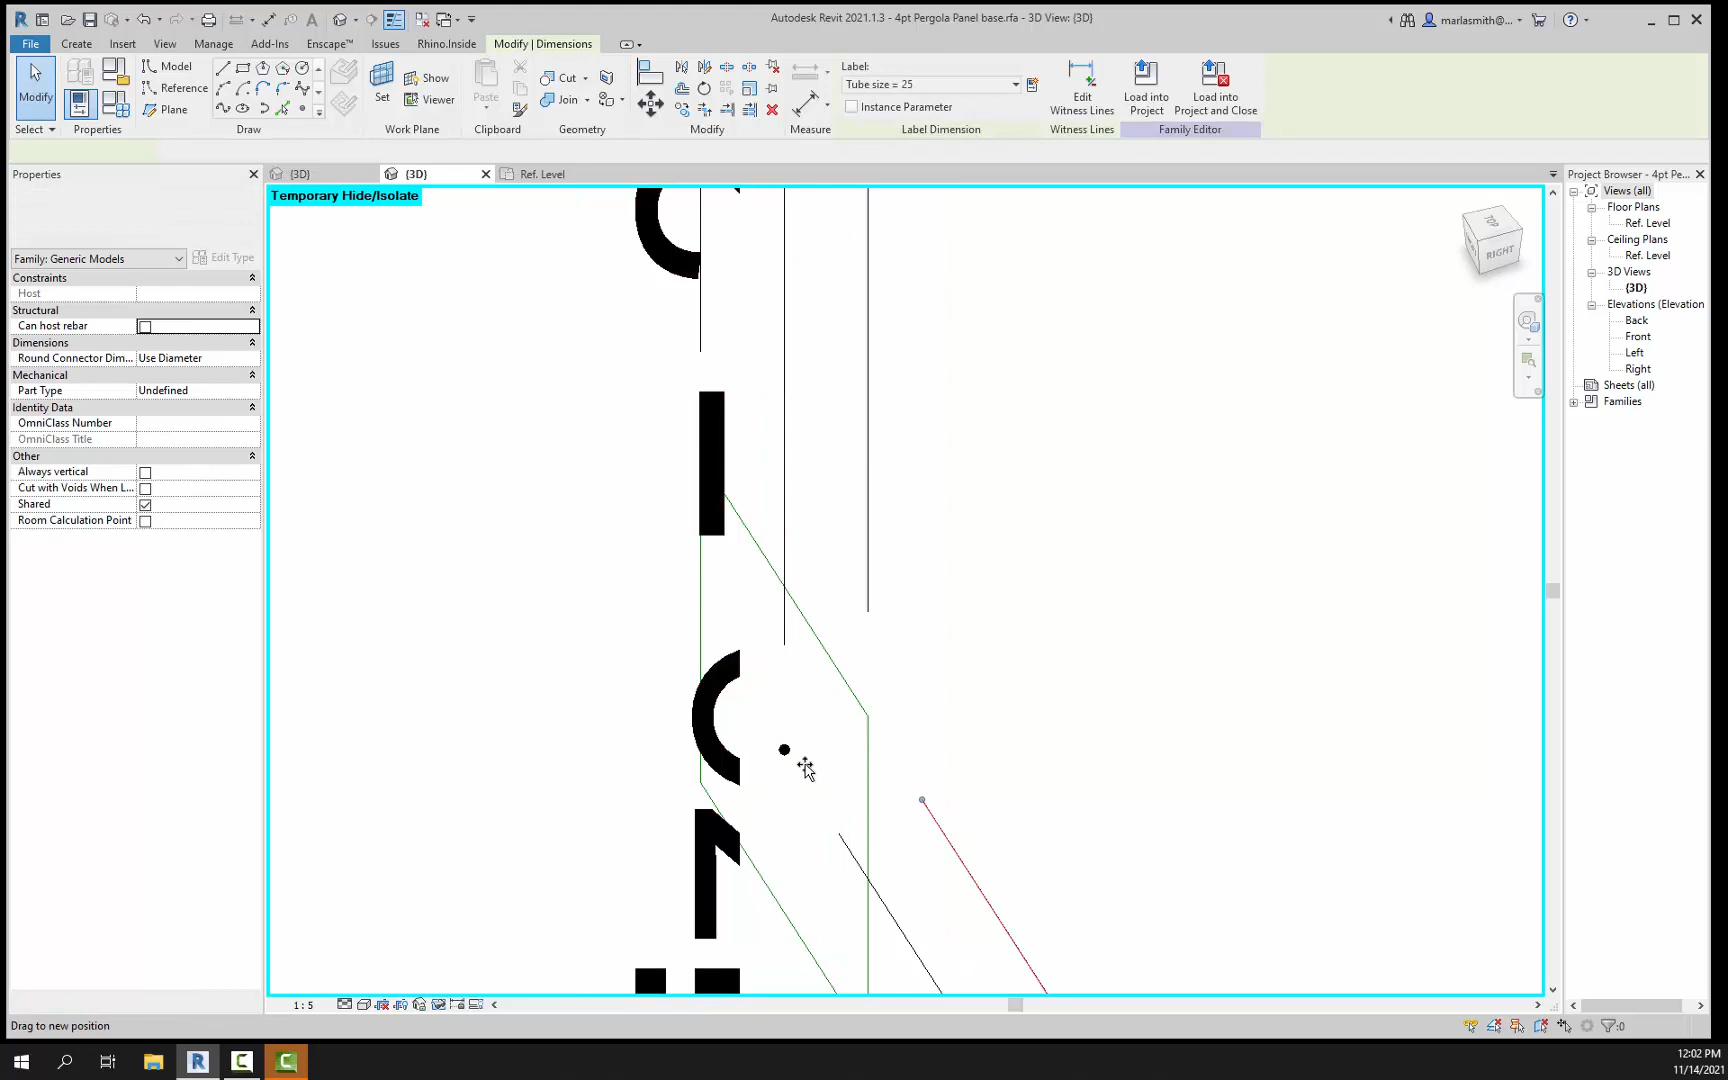 Autodesk Revit 2021.1.3 - 4pt Pergola Panel base.rfa - 3D View: {3D}
marlasmith@...
File Create Insert View Manage Add-Ins Enscape™ Issues Rhino.Inside Modify | Dimensions
Modify
Select
Properties
Model
Reference
Plane
Draw
Set
Show
Viewer
Work Plane
Paste
Clipboard
Cut
Join
Geometry
Modify
Measure
Label:
Tube size = 25
Instance Parameter
Label Dimension
Edit
Witness Lines
Witness Lines
Load into
Project
Load into
Project and Close
Family Editor
Properties
{3D}
{3D}
Ref. Level
Project Browser - 4pt Pe...
Temporary Hide/Isolate
Family: Generic Models
Edit Type
Constraints
Host
Structural
Can host rebar
Dimensions
Round Connector Dim... Use Diameter
Mechanical
Part Type Undefined
Identity Data
OmniClass Number
OmniClass Title
Other
Always vertical
Cut with Voids When L...
Shared
Room Calculation Point
TOP
RIGHT
Views (all)
Floor Plans
Ref. Level
Ceiling Plans
Ref. Level
3D Views
{3D}
Elevations (Elevation
Back
Front
Left
Right
Sheets (all)
Families
1 : 5
Drag to new position
:0
12:02 PM
11/14/2021